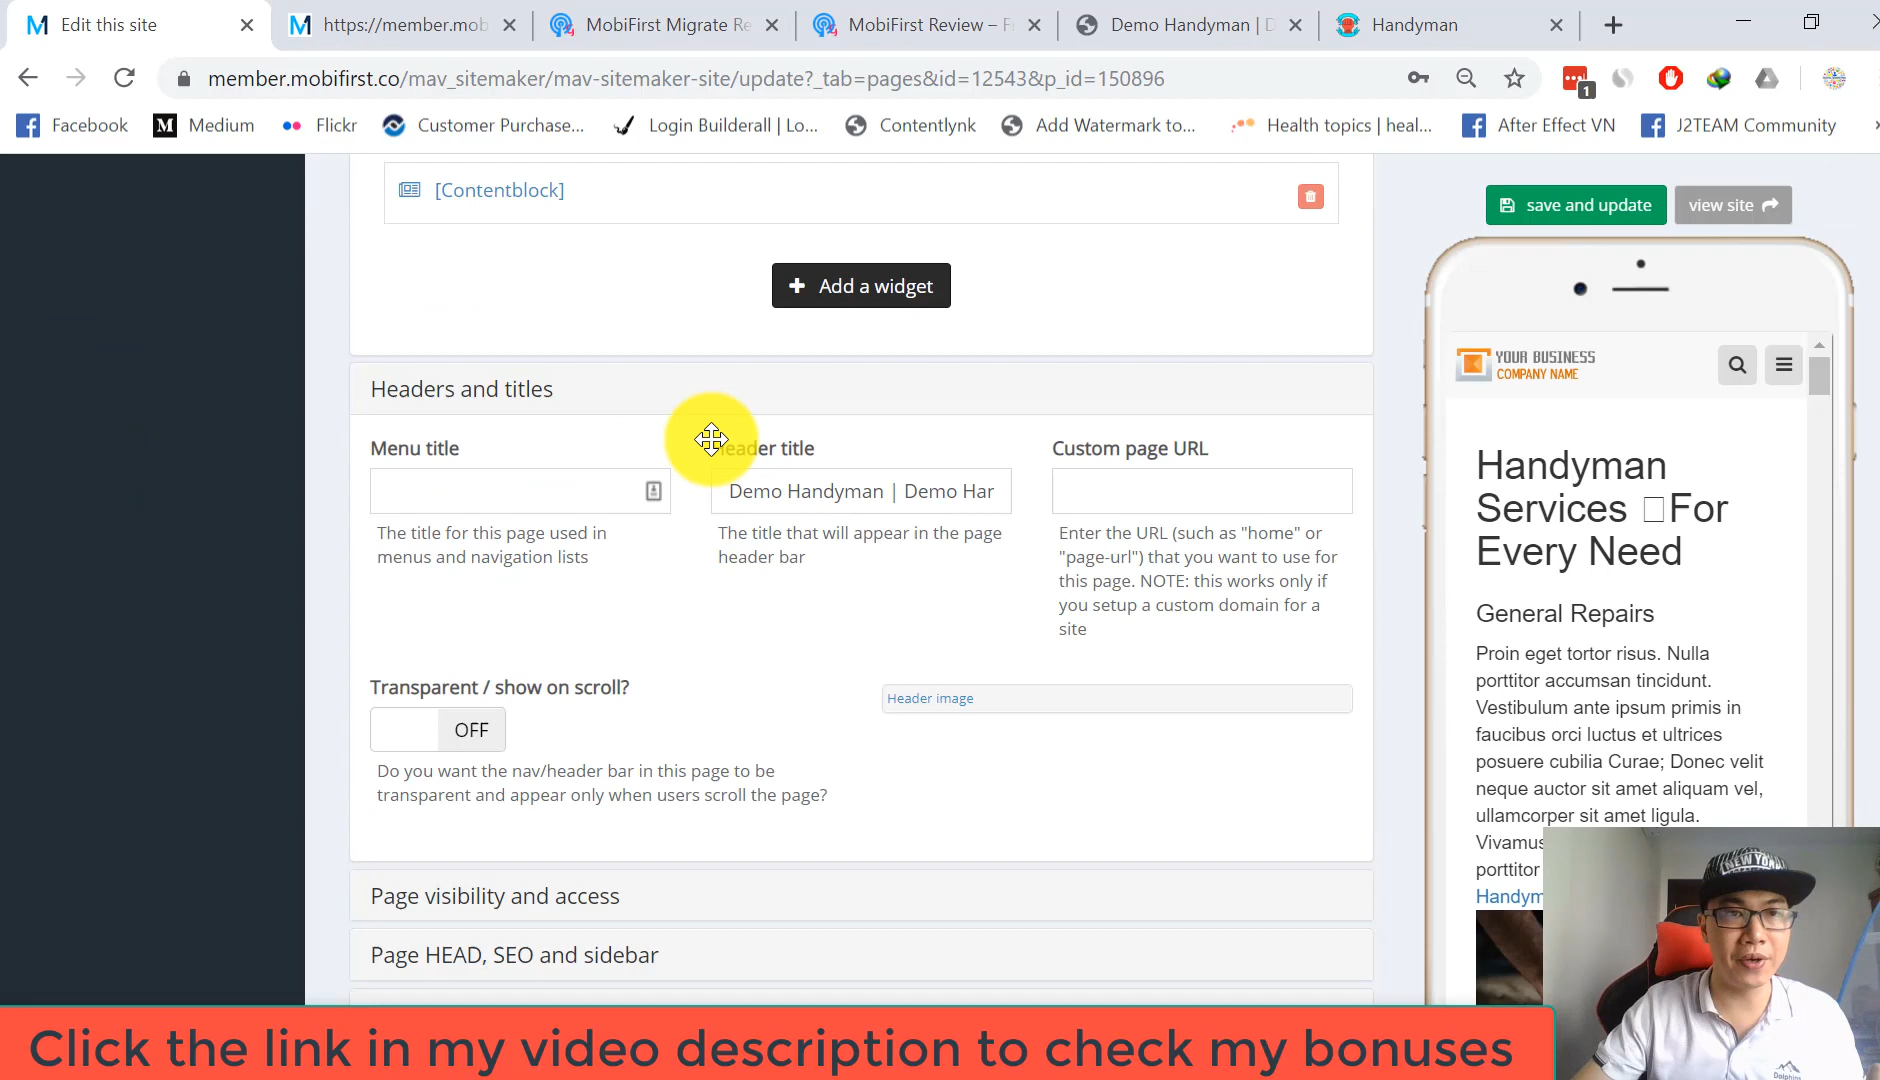 Edit this site
https://member.mob
MobiFirst Migrate Re
MobiFirst Review – F
Demo Handyman | D
Handyman
member.mobifirst.co/mav_sitemaker/mav-sitemaker-site/update?_tab=pages&id=12543&p_id=150896
1
Facebook
Medium
Flickr
Customer Purchase...
Login Builderall | Lo...
Contentlynk
Add Watermark to...
Health topics | heal...
After Effect VN
J2TEAM Community
[Contentblock]
Add a widget
save and update
view site
YOUR BUSINESS
COMPANY NAME
Headers and titles
Menu title
eader title
Custom page URL
Demo Handyman | Demo Har
The title for this page used in
menus and navigation lists
The title that will appear in the page
header bar
Enter the URL (such as "home" or
"page-url") that you want to use for
this page. NOTE: this works only if
you setup a custom domain for a
site
Transparent / show on scroll?
OFF
Do you want the nav/header bar in this page to be
transparent and appear only when users scroll the page?
Header image
Page visibility and access
Page HEAD, SEO and sidebar
Handyman
Services □For
Every Need
General Repairs
Proin eget tortor risus. Nulla
porttitor accumsan tincidunt.
Vestibulum ante ipsum primis in
faucibus orci luctus et ultrices
posuere cubilia Curae; Donec velit
neque auctor sit amet aliquam vel,
ullamcorper sit amet ligula.
Vivamus
porttitor
Handym
NEW YORK
Dolphin
Click the link in my video description to check my bonuses